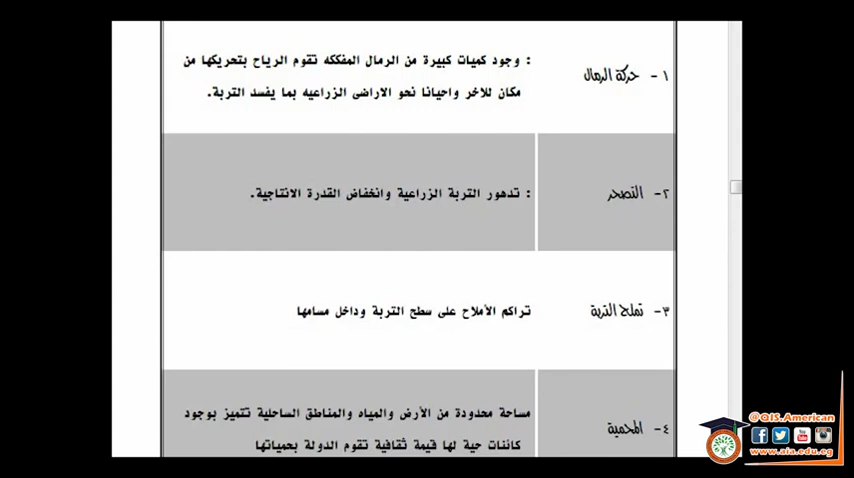 ١- حركة الرمال
: وجود كميات كبيرة من الرمال المفككه تقوم الرياح بتحريكها من
مكان للاخر واحيانا نحو الاراضى الزراعيه بما يفسد التربة.
٢- التصحر
: تدهور التربة الزراعية وانخفاض القدرة الانتاجية.
٣- تملح التربة
تراكم الأملاح على سطح التربة وداخل مسامها
٤- المحمية
مساحة محدودة من الأرض والمياه والمناطق الساحلية تتميز بوجود
كائنات حية لها قيمة ثقافية تقوم الدولة بحمياتها
@OIS.American
www.aia.edu.eg